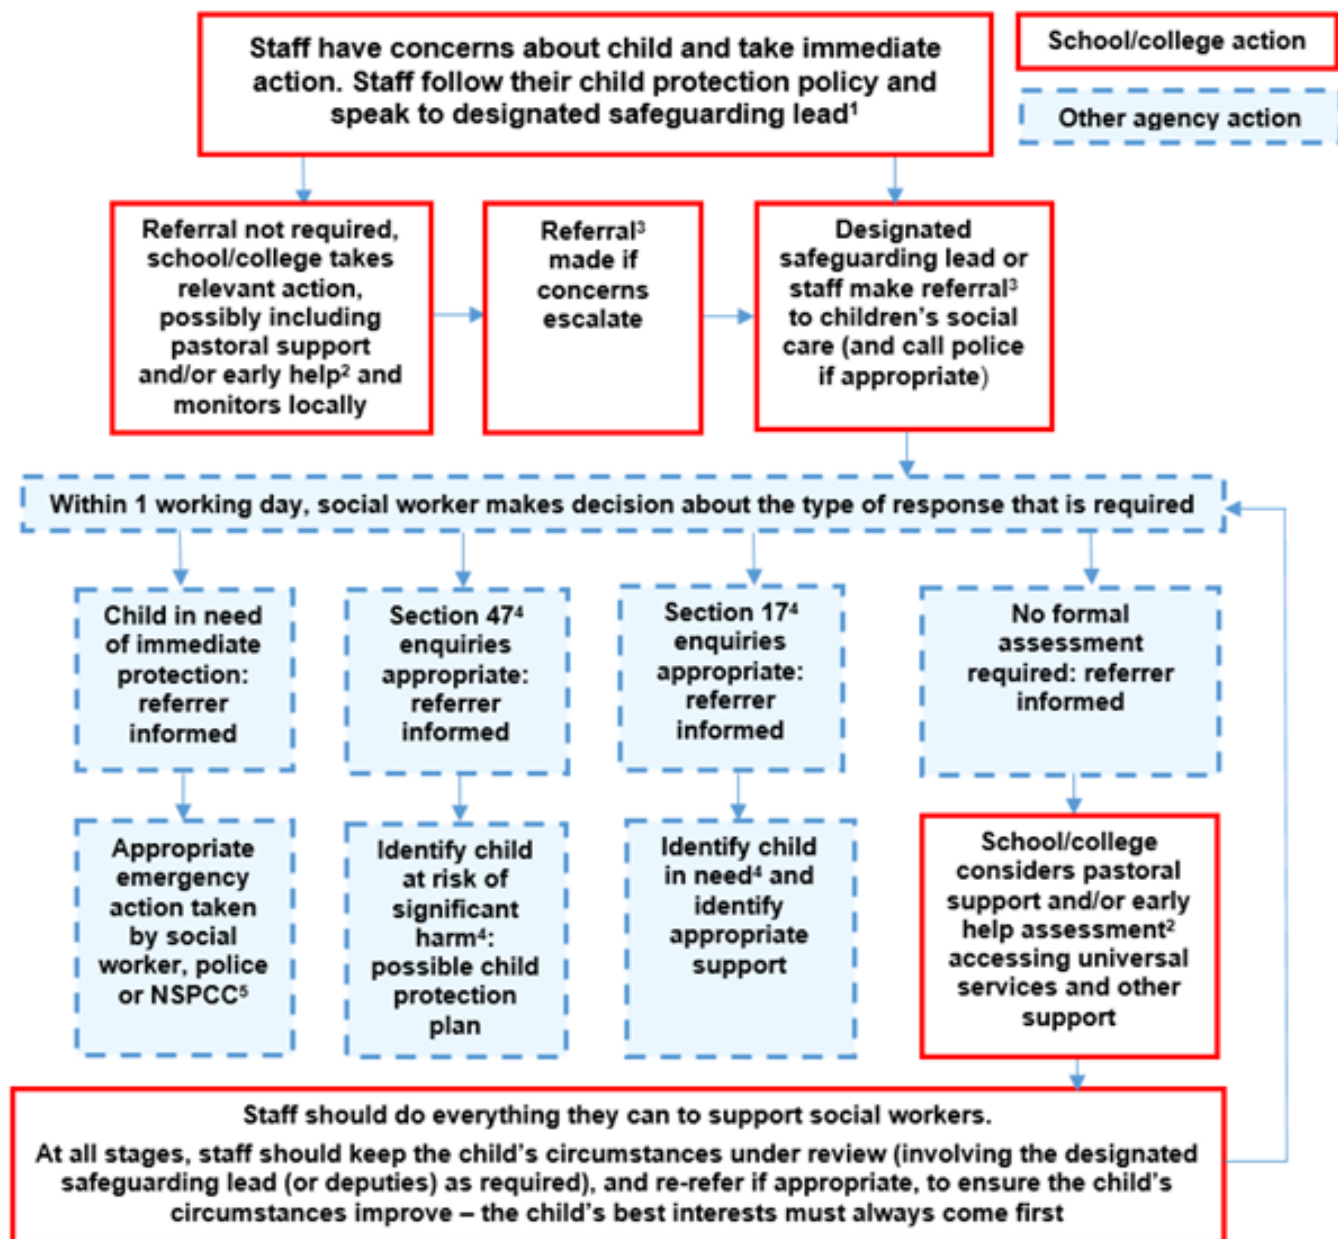 Staff have concerns about child and take immediate
action. Staff follow their child protection policy and
speak to designated safeguarding lead¹
School/college action
Other agency action
Referral not required,
school/college takes
relevant action,
possibly including
pastoral support
and/or early help² and
monitors locally
Referral³
made if
concerns
escalate
Designated
safeguarding lead or
staff make referral³
to children’s social
care (and call police
if appropriate)
Within 1 working day, social worker makes decision about the type of response that is required
Child in need
of immediate
protection:
referrer
informed
Section 47⁴
enquiries
appropriate:
referrer
informed
Section 17⁴
enquiries
appropriate:
referrer
informed
No formal
assessment
required: referrer
informed
Appropriate
emergency
action taken
by social
worker, police
or NSPCC⁵
Identify child
at risk of
significant
harm⁴:
possible child
protection
plan
Identify child
in need⁴ and
identify
appropriate
support
School/college
considers pastoral
support and/or early
help assessment²
accessing universal
services and other
support
Staff should do everything they can to support social workers.
At all stages, staff should keep the child’s circumstances under review (involving the designated
safeguarding lead (or deputies) as required), and re-refer if appropriate, to ensure the child’s
circumstances improve – the child’s best interests must always come first